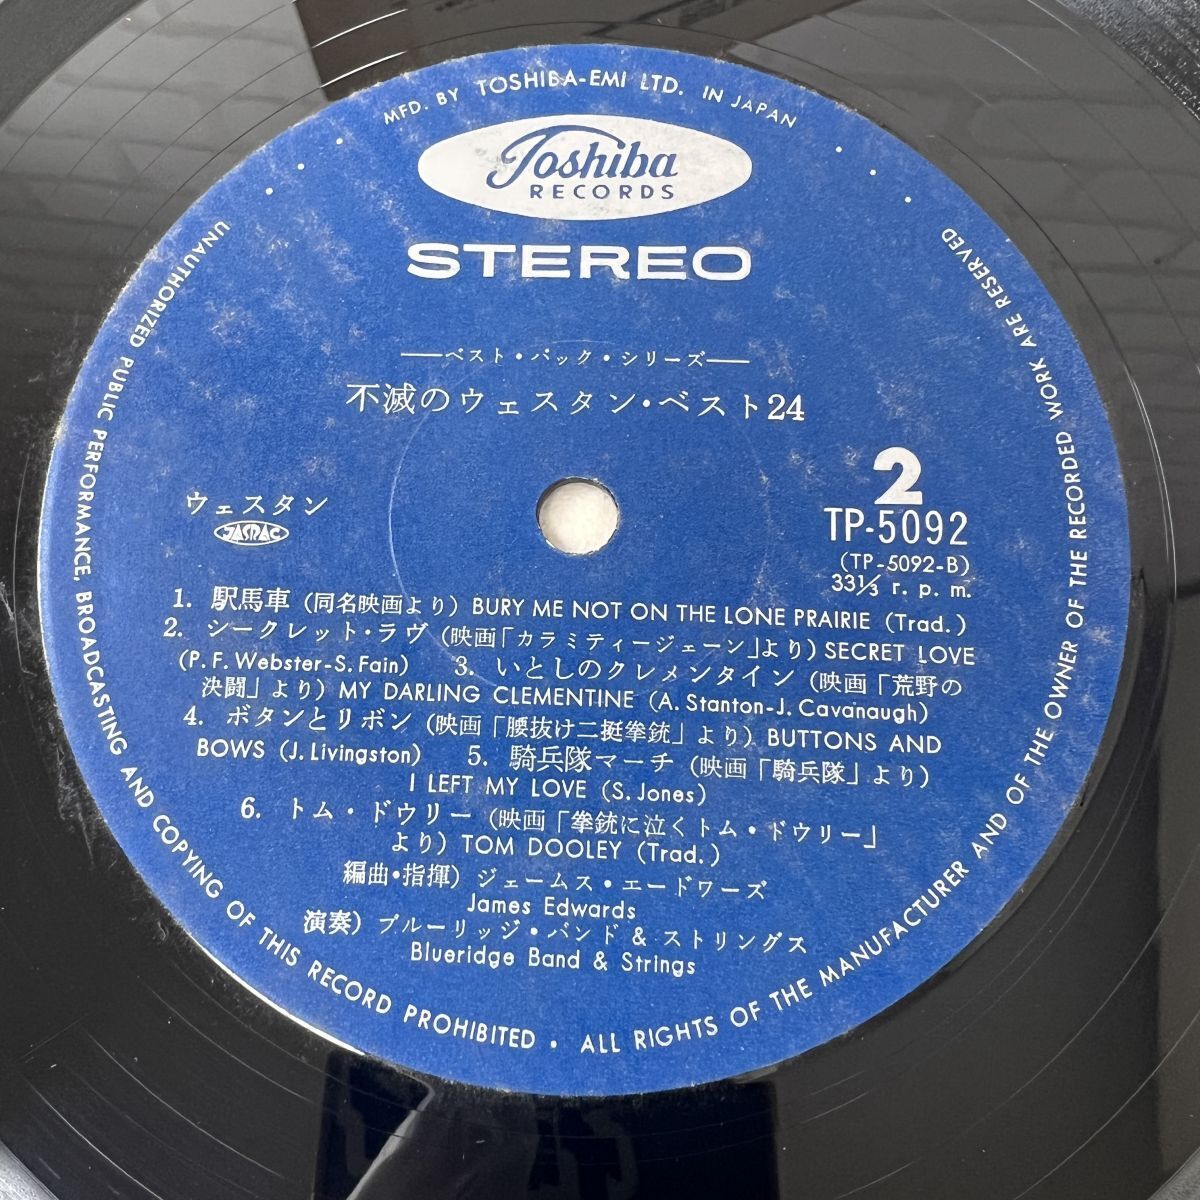 MFD. BY TOSHIBA-EMI LTD. IN JAPAN
Toshiba
RECORDS
STEREO
ベスト・パック・シリーズ
不滅のウェスタン・ベスト24
ウェスタン
JASRAC
2
TP-5092
(TP-5092-B)
33⅓ r. p. m.
1. 駅馬車 (同名映画より) BURY ME NOT ON THE LONE PRAIRIE (Trad.)
2. シークレット・ラヴ (映画「カラミティージェーン」より) SECRET LOVE
(P. F. Webster-S. Fain) 3. いとしのクレメンタイン (映画「荒野の
決闘」より) MY DARLING CLEMENTINE (A. Stanton-J. Cavanaugh)
4. ボタンとリボン (映画「腰抜け二挺拳銃」より) BUTTONS AND
BOWS (J. Livingston) 5. 騎兵隊マーチ (映画「騎兵隊」より)
I LEFT MY LOVE (S. Jones)
6. トム・ドウリー (映画「拳銃に泣くトム・ドウリー」
より) TOM DOOLEY (Trad.)
編曲・指揮) ジェームス・エードワーズ
James Edwards
演奏) ブルーリッジ・バンド & ストリングス
Blueridge Band & Strings
UNAUTHORIZED PUBLIC PERFORMANCE, BROADCASTING AND COPYING OF THIS RECORD PROHIBITED • ALL RIGHTS OF THE MANUFACTURER AND OF THE OWNER OF THE RECORDED WORK ARE RESERVED